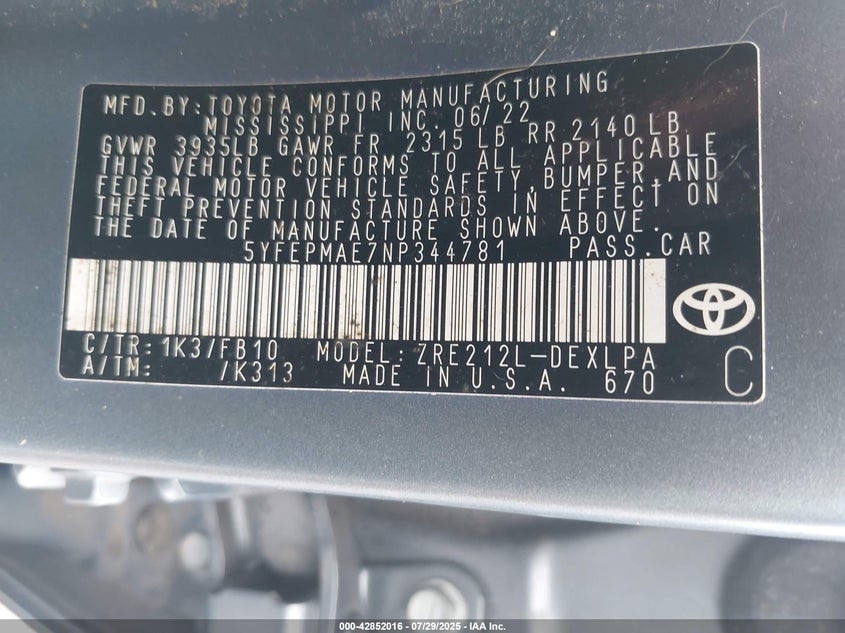 MFD.BY:TOYOTA MOTOR MANUFACTURING
MISSISSIPPI INC. 06/22
GVWR 3935LB GAWR FR 2315 LB RR 2140LB
THIS VEHICLE CONFORMS TO ALL APPLICABLE
FEDERAL MOTOR VEHICLE SAFETY,BUMPER,AND
THEFT PREVENTION STANDARDS IN EFFECT ON
THE DATE OF MANUFACTURE SHOWN ABOVE.
5YFEPMAE7NP344781 PASS.CAR
C/TR:1K3/FB10 MODEL:ZRE212L-DEXLPA
A/TM: /K313 MADE IN U.S.A. 670 C
000-42852016 | 07/29/2025 - IAA Inc.